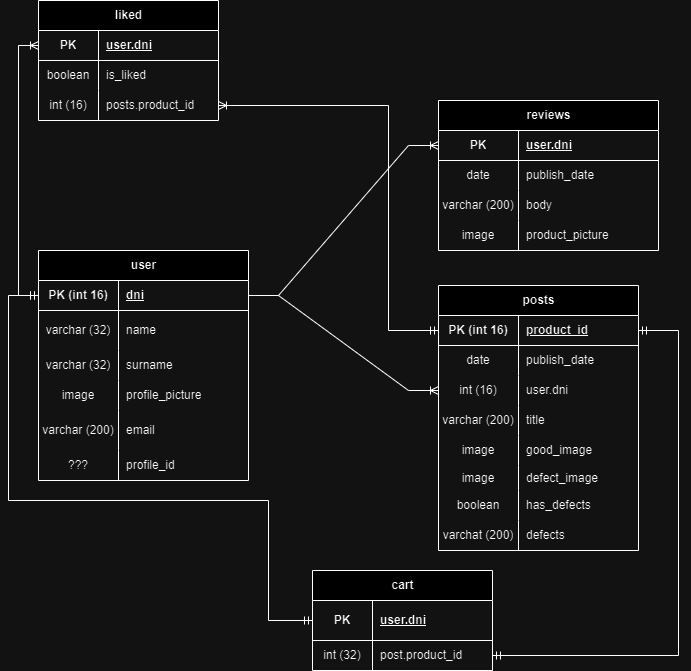 liked
PK user.dni
boolean is_liked
int (16) posts.product_id
reviews
PK user.dni
date publish_date
varchar (200) body
image product_picture
user
PK (int 16) dni
varchar (32) name
varchar (32) surname
image profile_picture
varchar (200) email
??? profile_id
posts
PK (int 16) product_id
date publish_date
int (16) user.dni
varchar (200) title
image good_image
image defect_image
boolean has_defects
varchat (200) defects
cart
PK user.dni
int (32) post.product_id